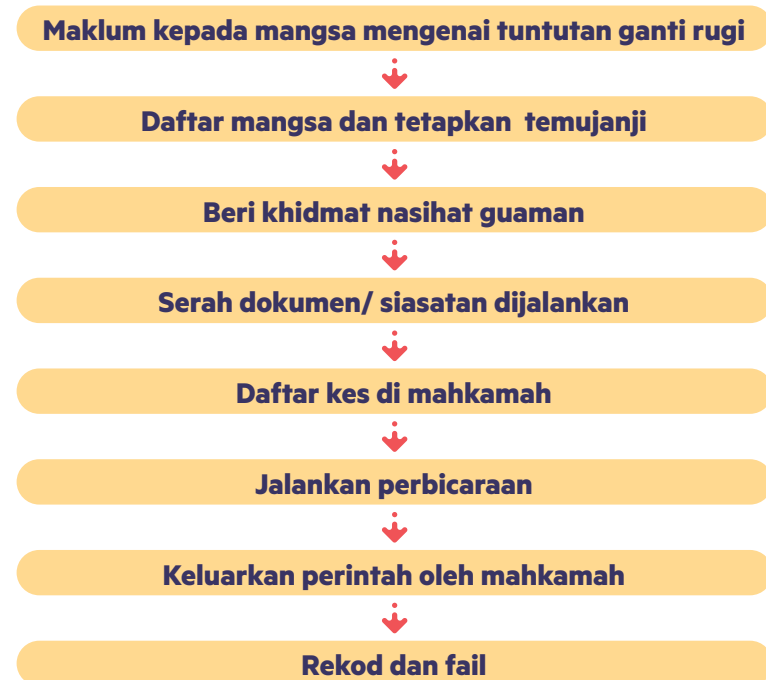 Maklum kepada mangsa mengenai tuntutan ganti rugi
Daftar mangsa dan tetapkan temujanji
Beri khidmat nasihat guaman
Serah dokumen/ siasatan dijalankan
Daftar kes di mahkamah
Jalankan perbicaraan
Keluarkan perintah oleh mahkamah
Rekod dan fail